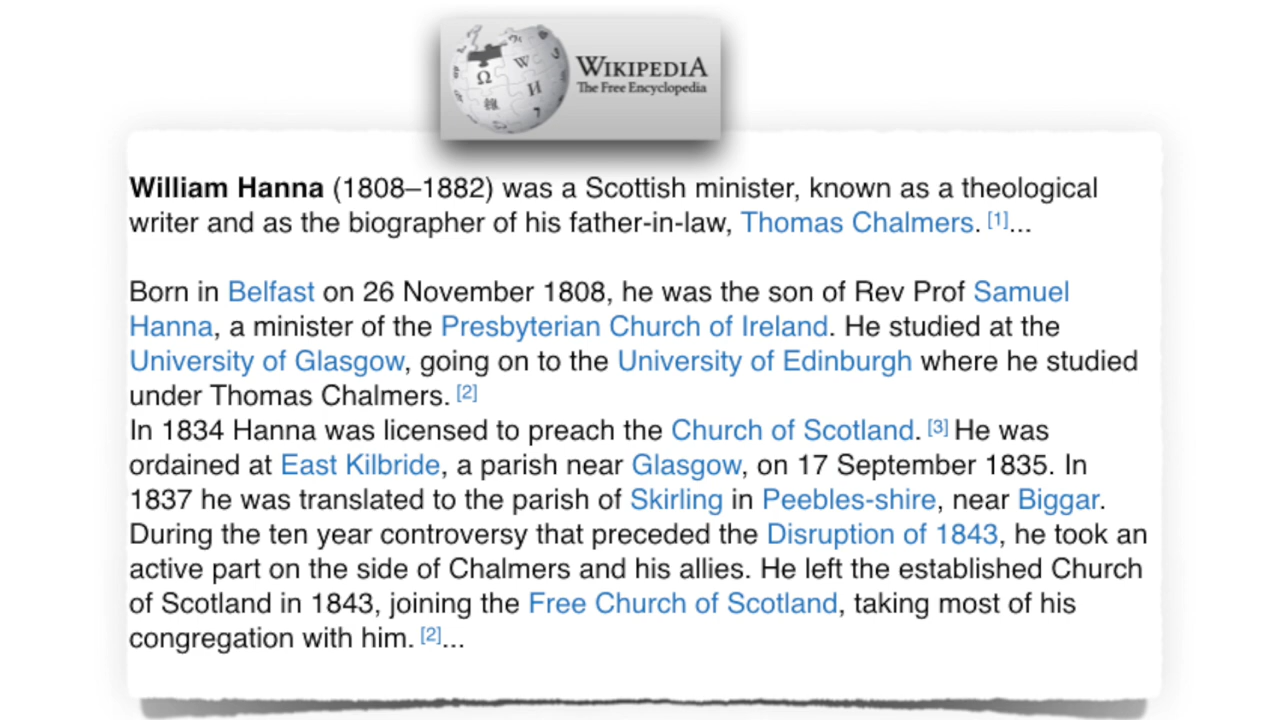 WIKIPEDIA
The Free Encyclopedia
William Hanna (1808–1882) was a Scottish minister, known as a theological
writer and as the biographer of his father-in-law, Thomas Chalmers. [1]...
Born in Belfast on 26 November 1808, he was the son of Rev Prof Samuel
Hanna, a minister of the Presbyterian Church of Ireland. He studied at the
University of Glasgow, going on to the University of Edinburgh where he studied
under Thomas Chalmers. [2]
In 1834 Hanna was licensed to preach the Church of Scotland. [3] He was
ordained at East Kilbride, a parish near Glasgow, on 17 September 1835. In
1837 he was translated to the parish of Skirling in Peebles-shire, near Biggar.
During the ten year controversy that preceded the Disruption of 1843, he took an
active part on the side of Chalmers and his allies. He left the established Church
of Scotland in 1843, joining the Free Church of Scotland, taking most of his
congregation with him. [2]...